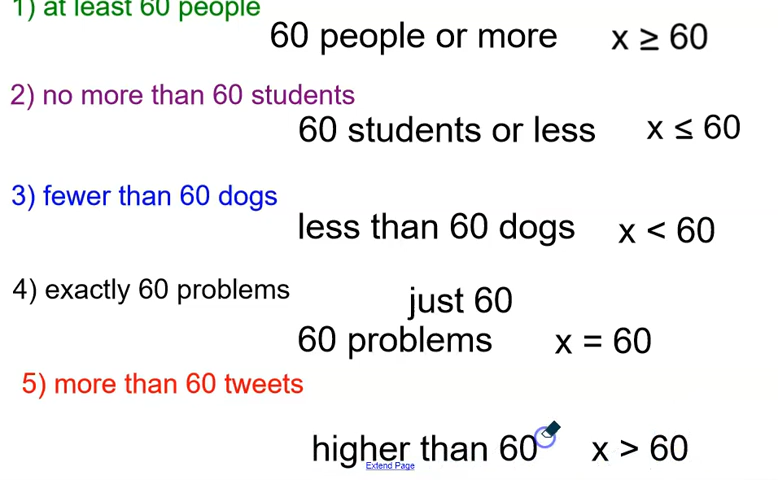 1) at least 60 people
60 people or more x ≥ 60
2) no more than 60 students
60 students or less x ≤ 60
3) fewer than 60 dogs
less than 60 dogs x < 60
4) exactly 60 problems
just 60
60 problems x = 60
5) more than 60 tweets
higher than 60 x > 60
Extend Page